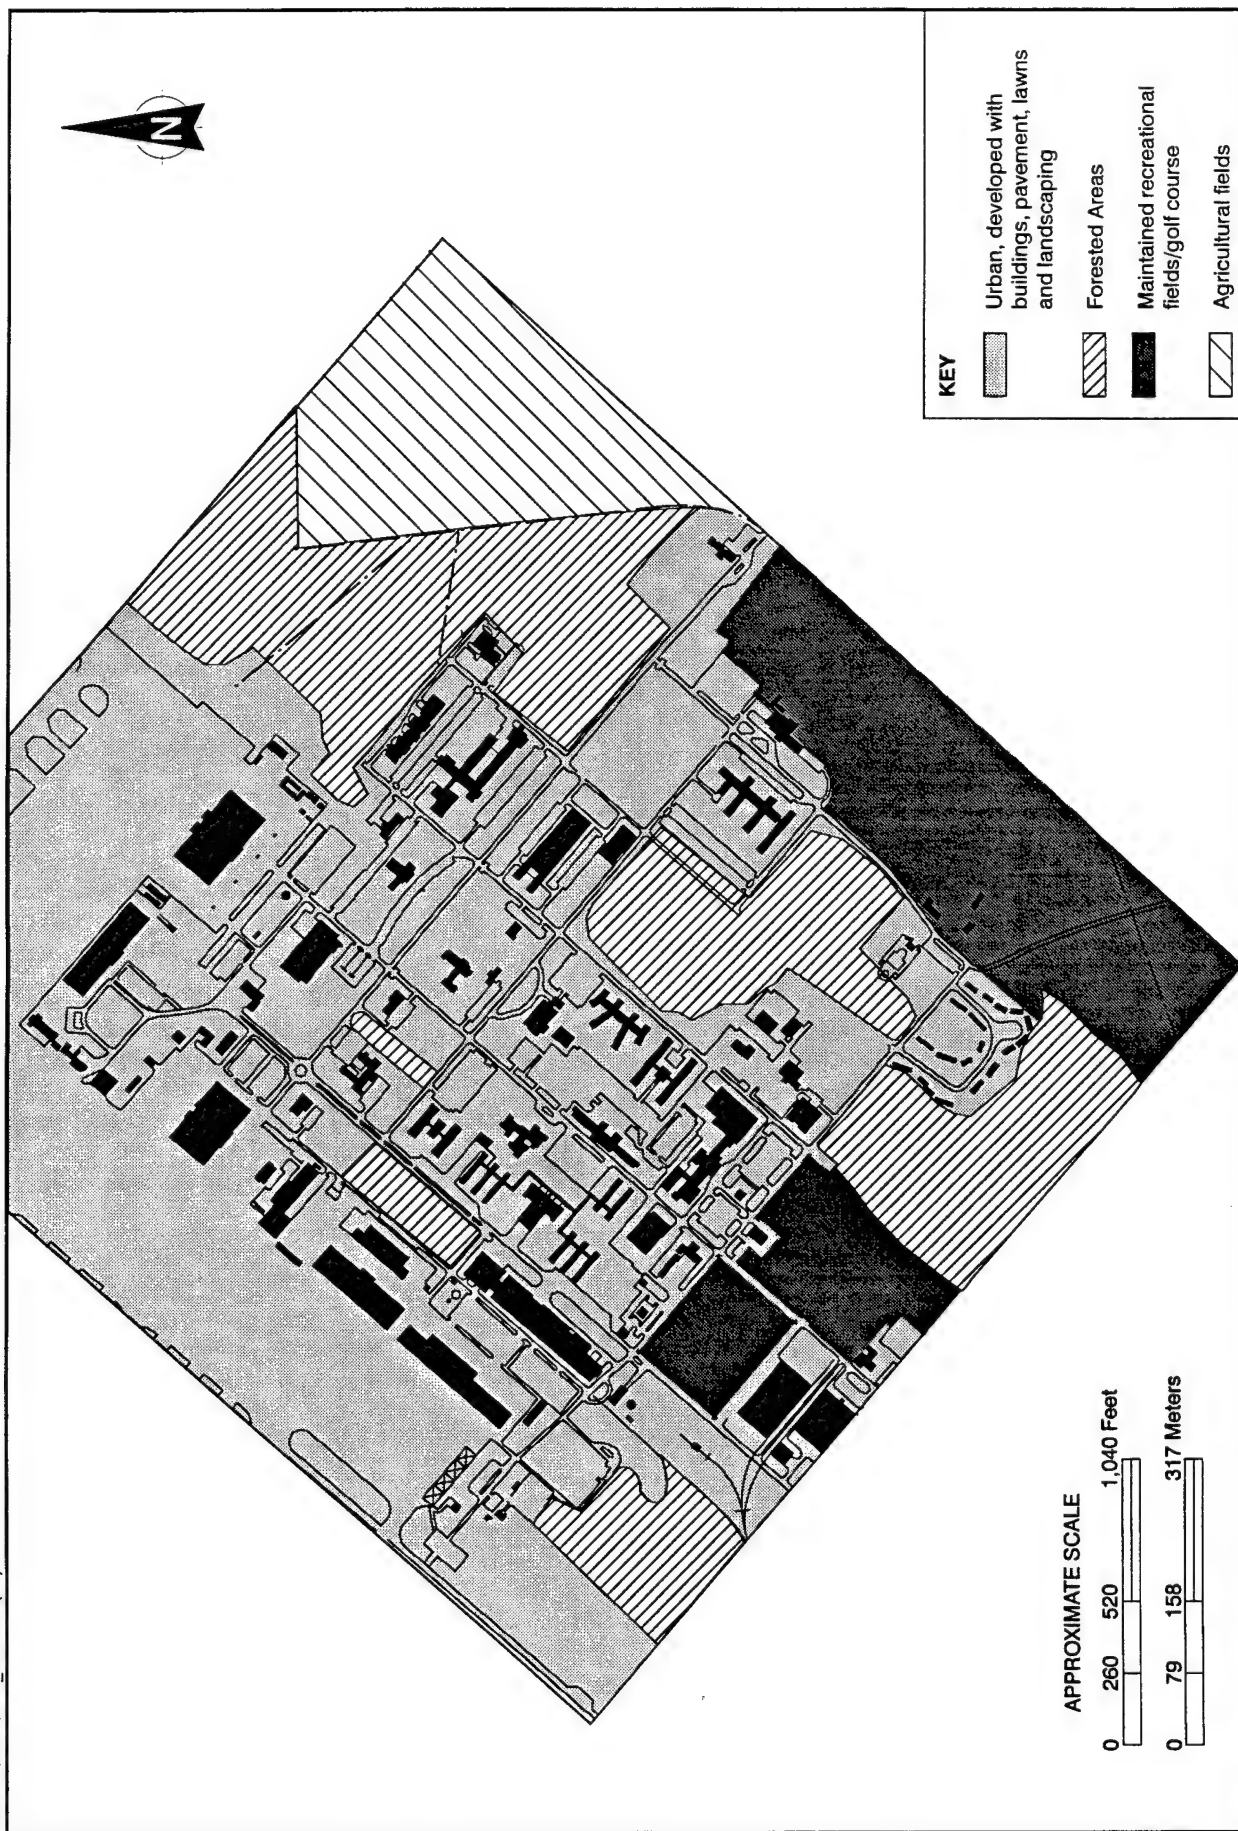 N
KEY
Urban, developed with
buildings, pavement, lawns
and landscaping
Forested Areas
Maintained recreational
fields/golf course
Agricultural fields
APPROXIMATE SCALE
0 260 520 1,040 Feet
0 79 158 317 Meters